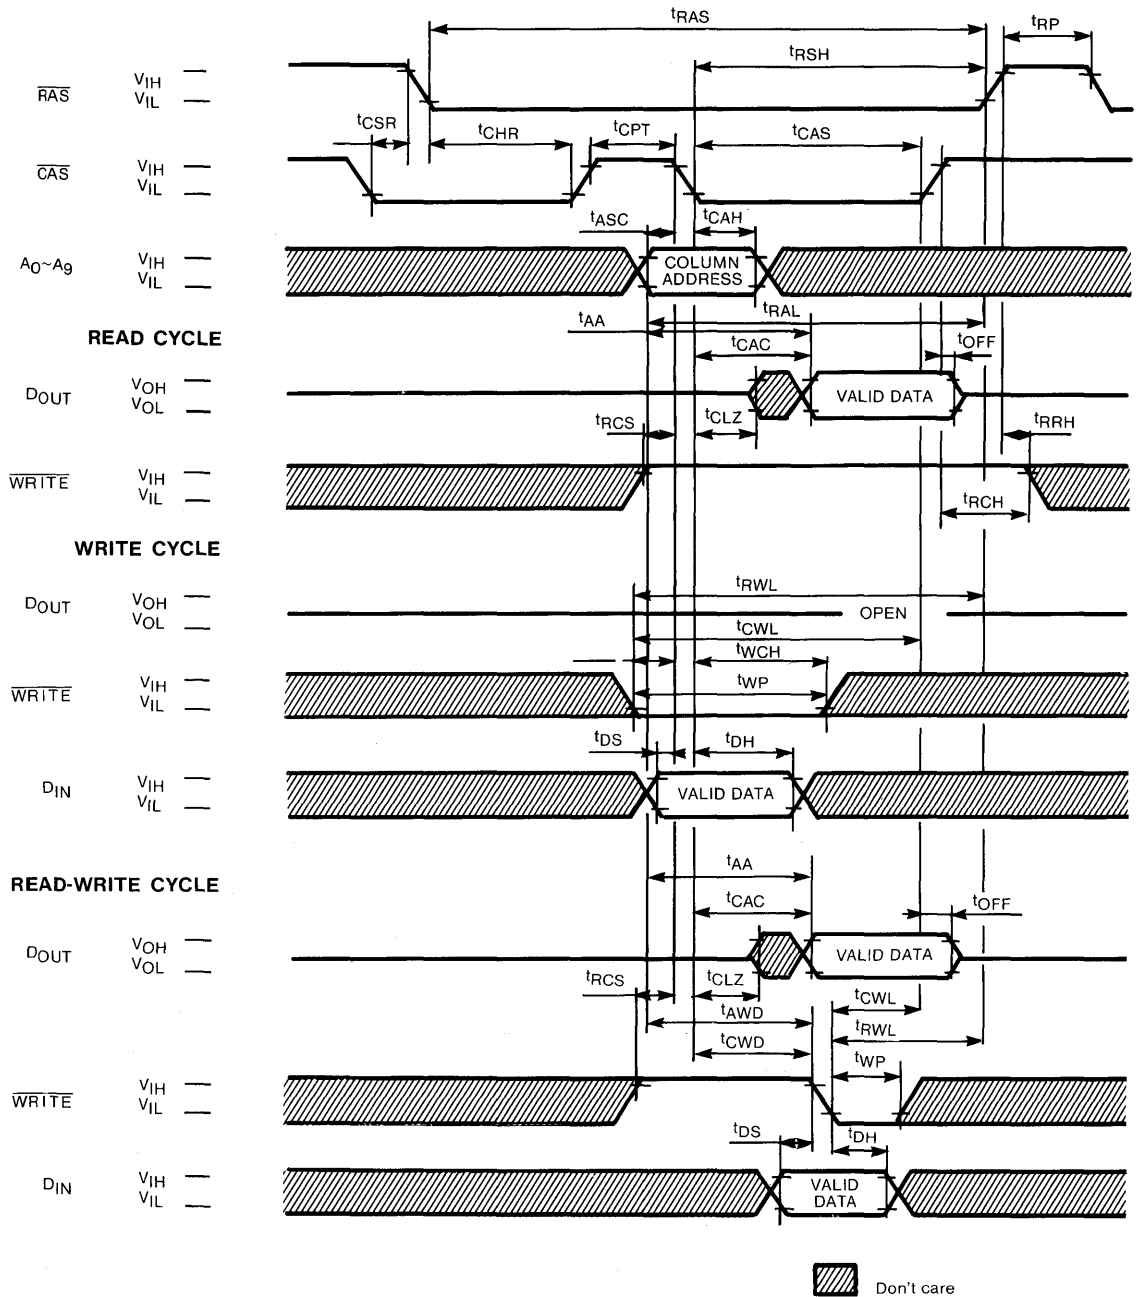 tRAS
tRP
tRSH
RAS VIH
VIL
tCSR tCHR tCPT tCAS
CAS VIH
VIL
tASC tCAH
A0~A9 VIH
VIL
COLUMN
ADDRESS
tRAL
tAA
READ CYCLE
tCAC tOFF
DOUT VOH
VOL
VALID DATA
tRCS tCLZ tRRH
WRITE VIH
VIL
tRCH
WRITE CYCLE
tRWL
DOUT VOH
VOL
OPEN
tCWL
tWCH
WRITE VIH
VIL
tWP
tDS tDH
DIN VIH
VIL
VALID DATA
tAA
READ-WRITE CYCLE
tCAC tOFF
DOUT VOH
VOL
VALID DATA
tRCS tCLZ tCWL
tAWD tRWL
tCWD tWP
WRITE VIH
VIL
tDS tDH
DIN VIH
VIL
VALID
DATA
Don't care